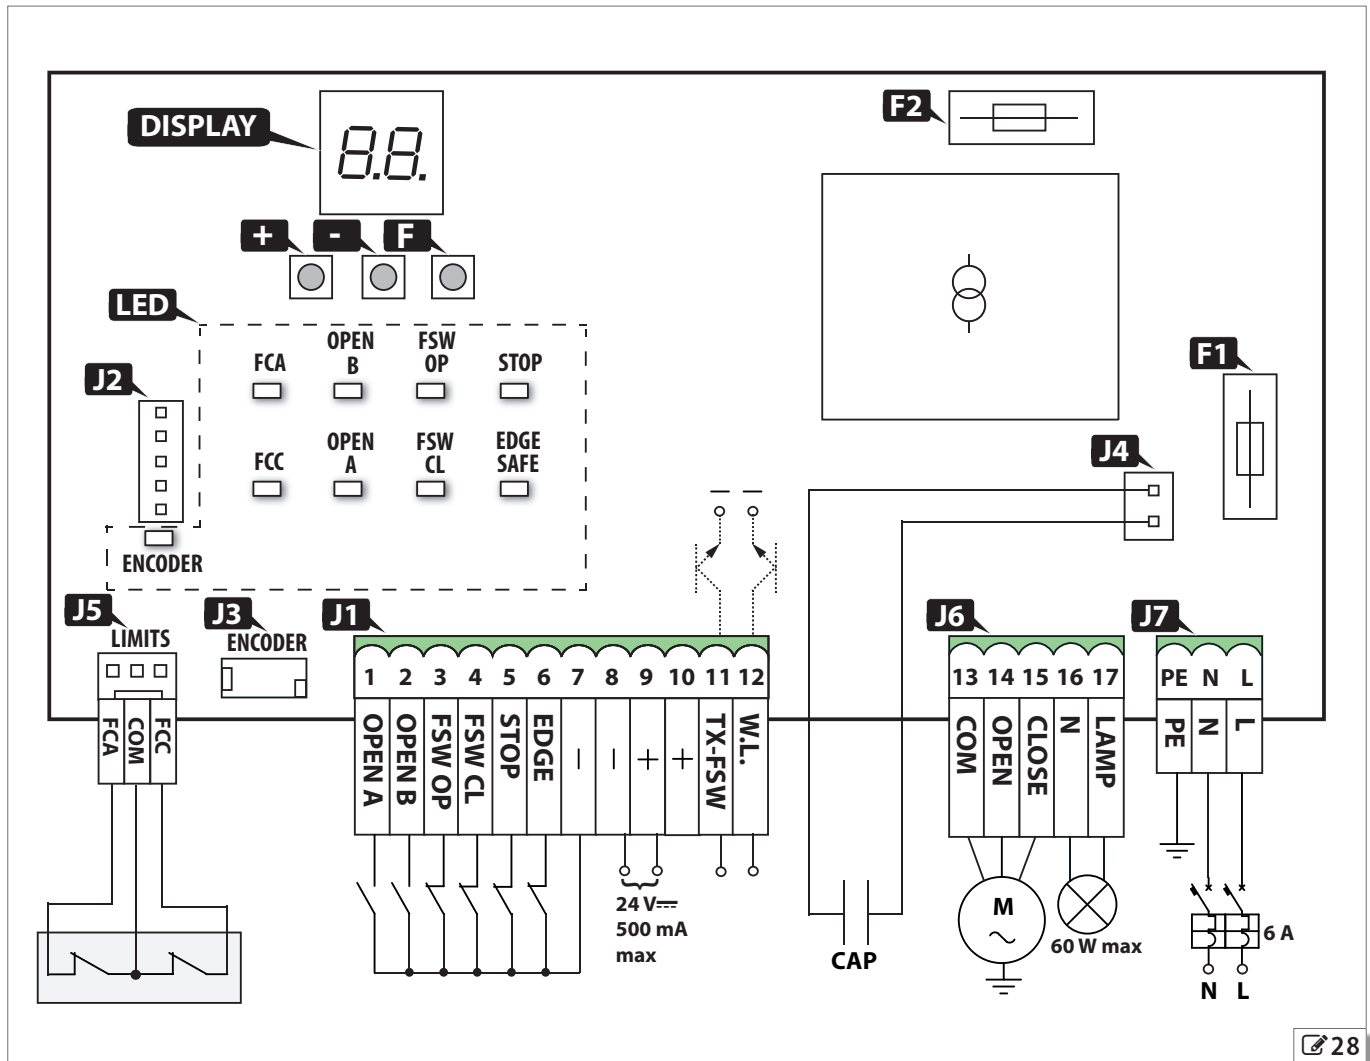 DISPLAY
8.8.
F2
+ - F
LED
FCA
OPEN
B
FSW
OP
STOP
F1
J2
FCC
OPEN
A
FSW
CL
EDGE
SAFE
J4
ENCODER
J5
LIMITS
J3
ENCODER
J1
J6
J7
1 2 3 4 5 6 7 8 9 10 11 12
13 14 15 16 17
PE N L
FCA
COM
FCC
OPEN A
OPEN B
FSW OP
FSW CL
STOP
EDGE
–
–
+
+
TX-FSW
W.L.
COM
OPEN
CLOSE
N
LAMP
PE
N
L
24 V⎓
500 mA
max
CAP
M
~
60 W max
6 A
N L
28